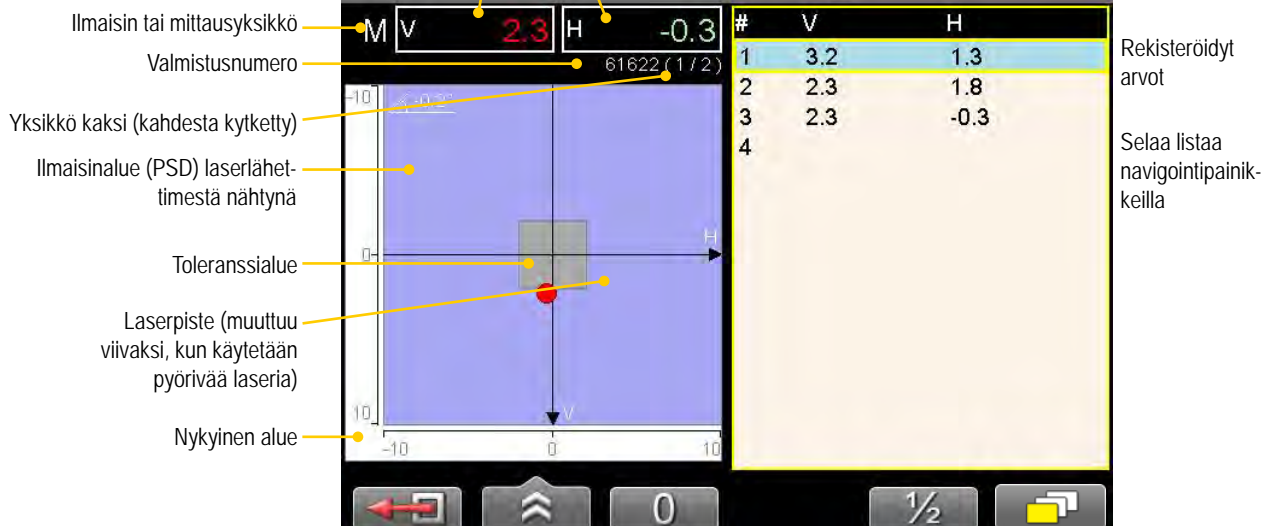 Ilmaisin tai mittausyksikkö
Valmistusnumero
Yksikkö kaksi (kahdesta kytketty)
Ilmaisinalue (PSD) laserlähet-
timestä nähtynä
Toleranssialue
Laserpiste (muuttuu
viivaksi, kun käytetään
pyörivää laseria)
Nykyinen alue
M V 2.3 H -0.3
61622 (1/2)
-10
-0.2°
0
H
10
V
-10 0 10
# V H
1 3.2 1.3
2 2.3 1.8
3 2.3 -0.3
4
Rekisteröidyt
arvot
Selaa listaa
navigointipainik-
keilla
0
½